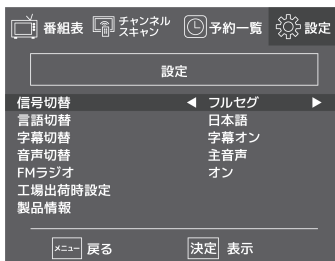 番組表 チャンネルスキャン 予約一覧 設定
設定
信号切替 ◀ フルセグ ▶
言語切替 日本語
字幕切替 字幕オン
音声切替 主音声
FMラジオ オン
工場出荷時設定
製品情報
メニュー 戻る 決定 表示